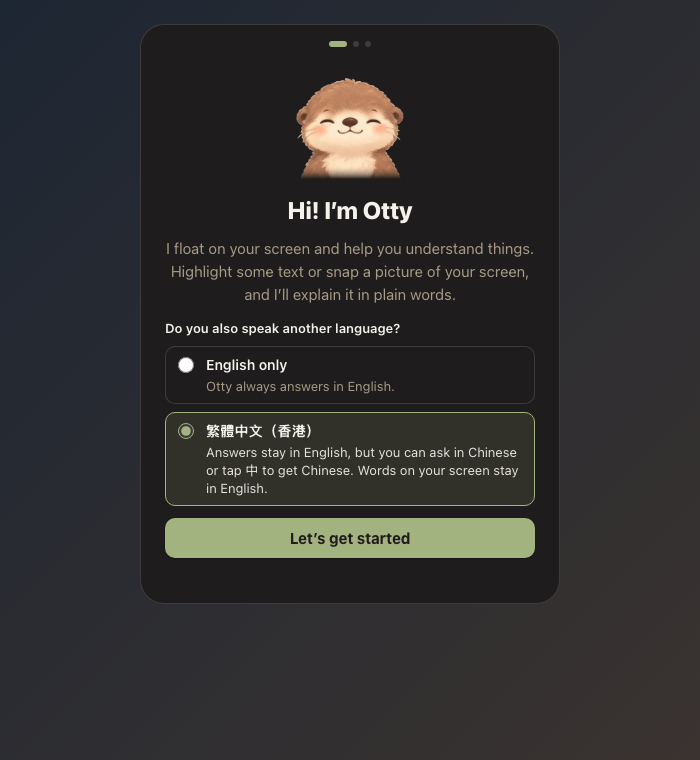 Hi! I’m Otty
I float on your screen and help you understand things.
Highlight some text or snap a picture of your screen,
and I’ll explain it in plain words.
Do you also speak another language?
English only
Otty always answers in English.
繁體中文（香港）
Answers stay in English, but you can ask in Chinese
or tap 中 to get Chinese. Words on your screen stay
in English.
Let’s get started